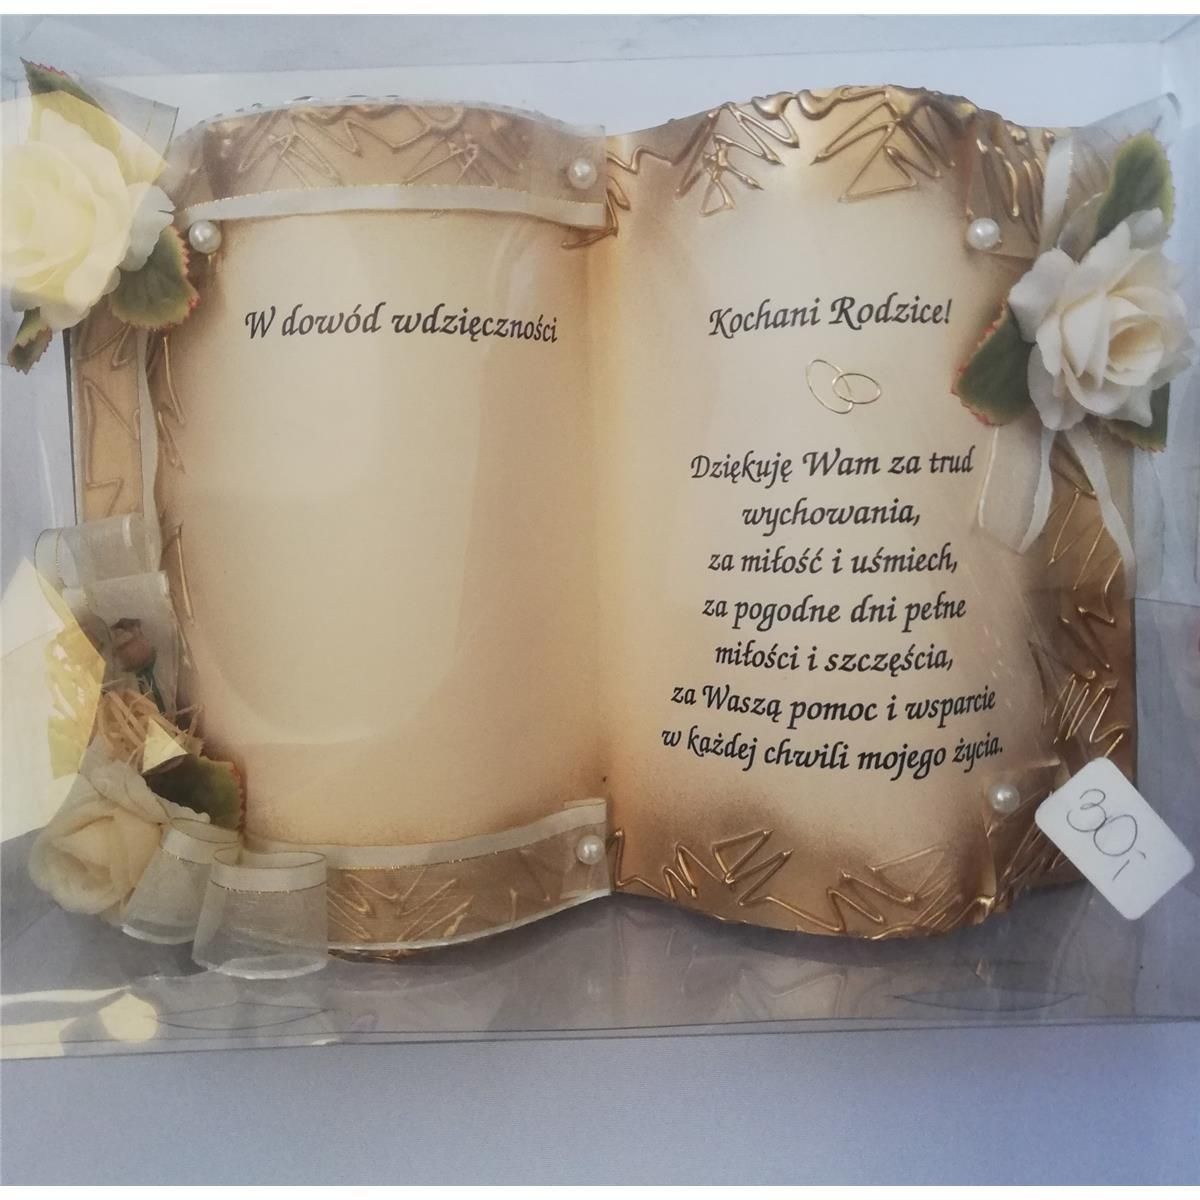 W dowód wdzięczności
Kochani Rodzice!
Dziękuję Wam za trud
wychowania,
za miłość i uśmiech,
za pogodne dni pełne
miłości i szczęścia,
za Waszą pomoc i wsparcie
w każdej chwili mojego życia.
30,